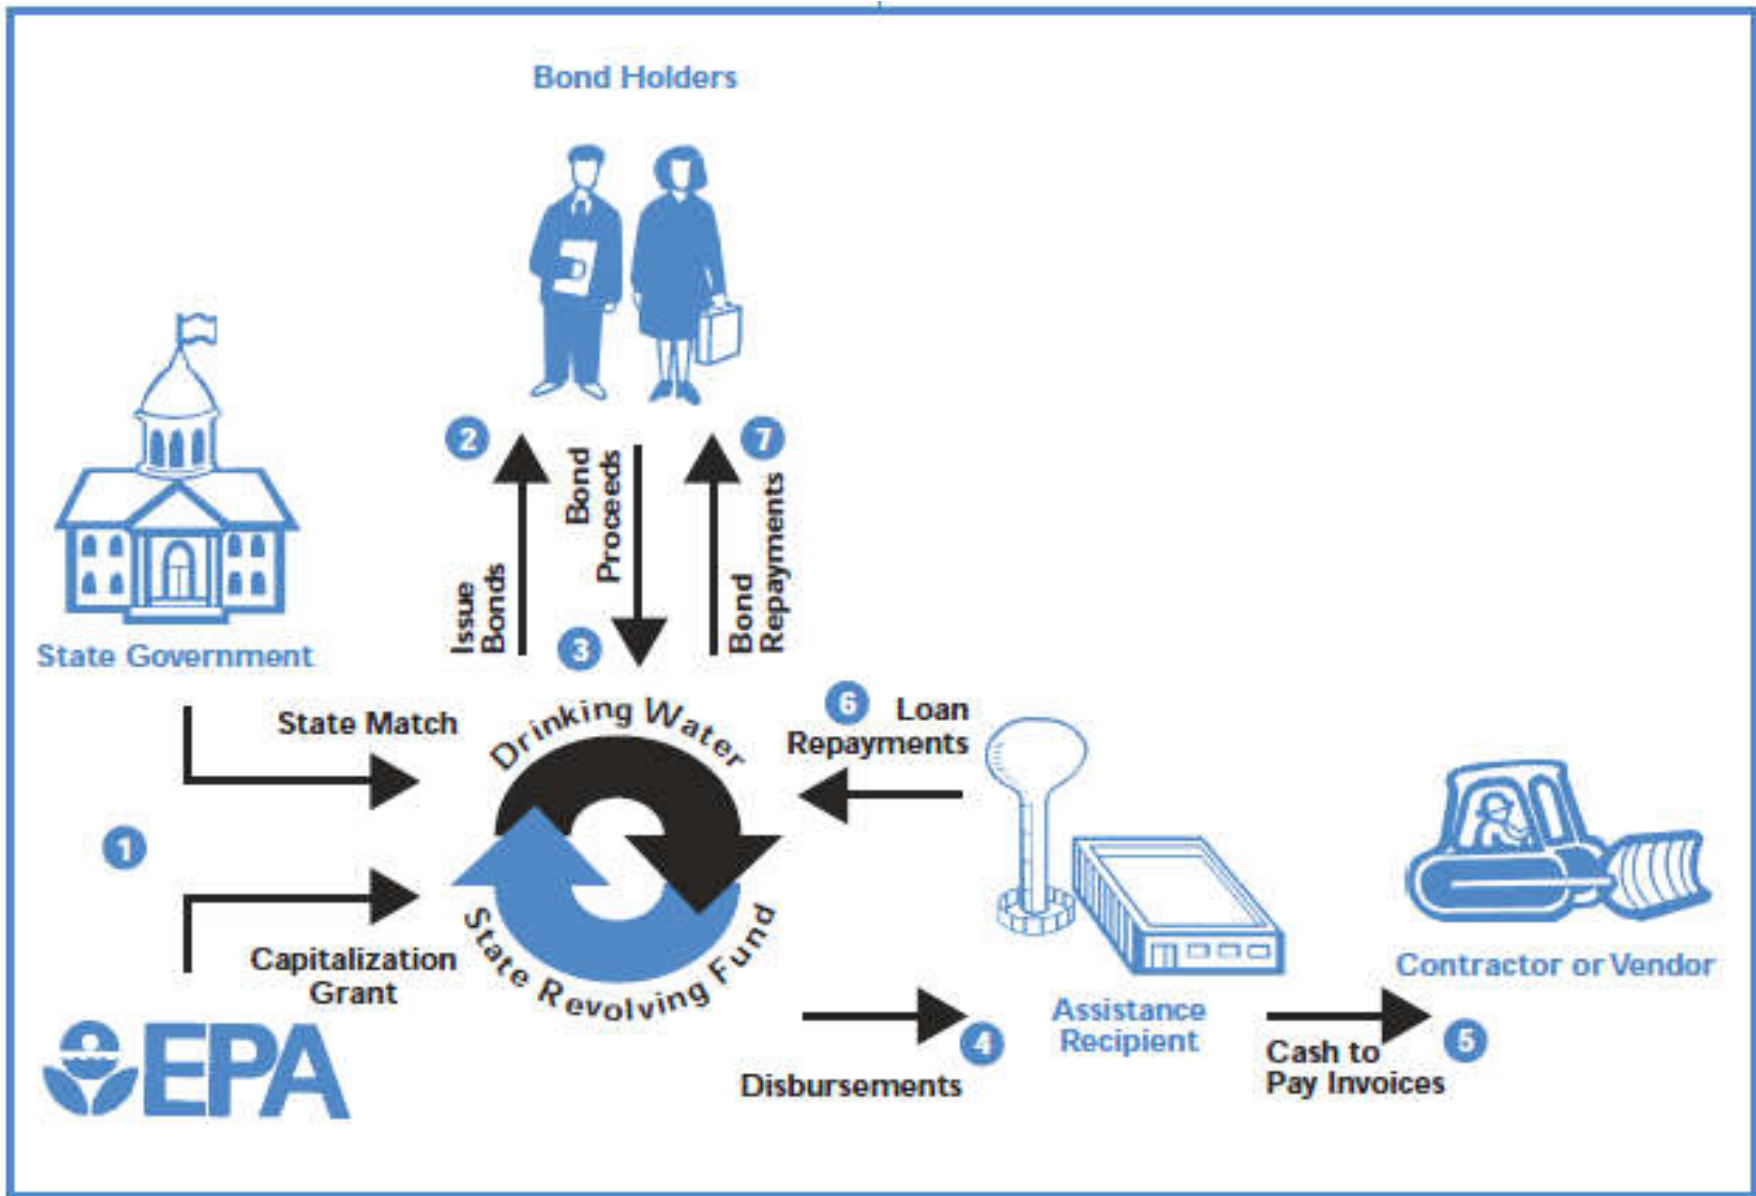 Bond Holders
State Government
2
Issue
Bonds
Bond
Proceeds
3
7
Bond
Repayments
State Match
1
Capitalization
Grant
EPA
Drinking Water
State Revolving Fund
6 Loan
Repayments
Disbursements
4
Assistance
Recipient
Cash to
Pay Invoices
5
Contractor or Vendor